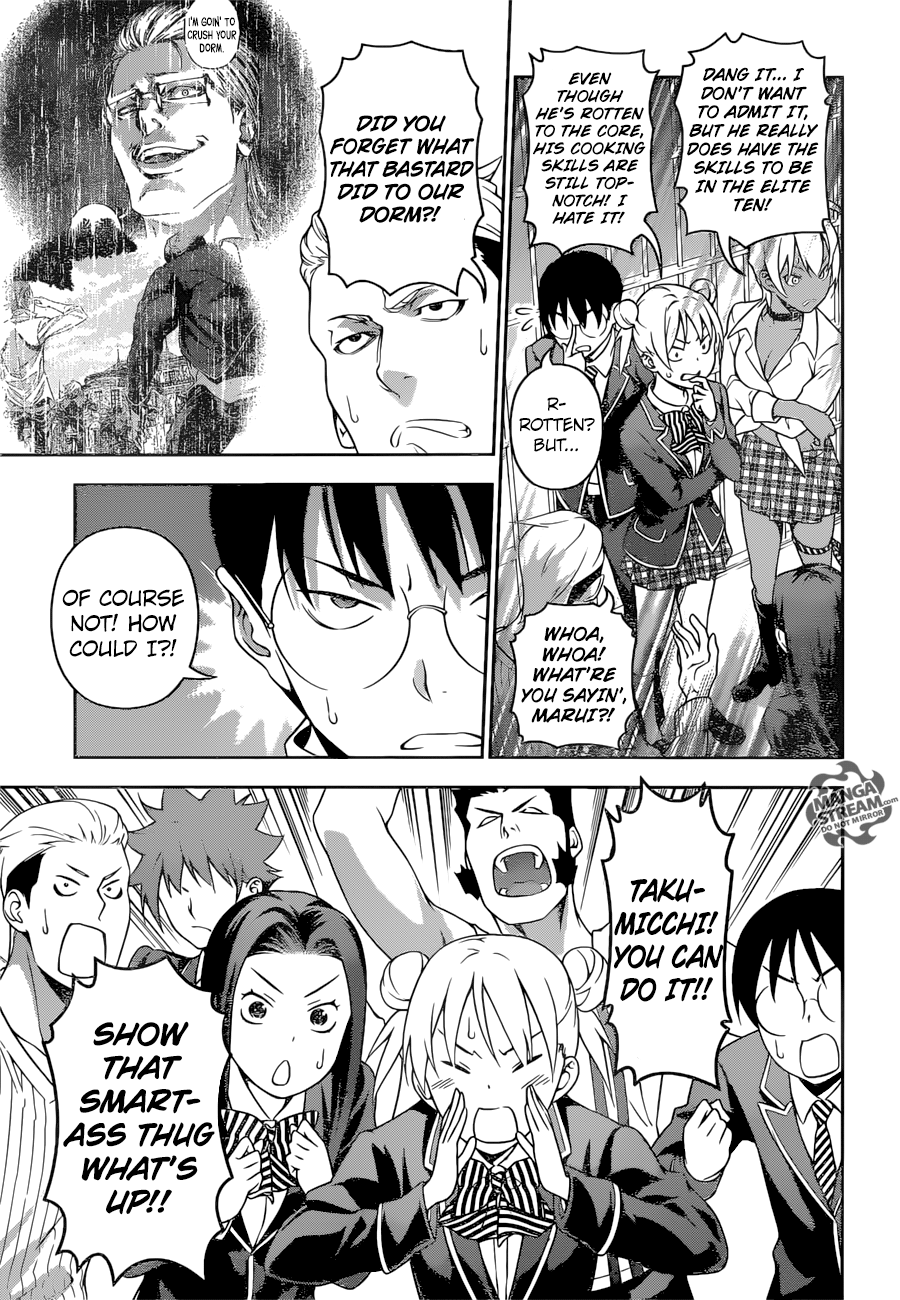 DANG IT... I
DON'T WANT
TO ADMIT IT,
BUT HE REALLY
DOES HAVE THE
SKILLS TO BE
IN THE ELITE
TEN!
EVEN
THOUGH
HE'S ROTTEN
TO THE CORE,
HIS COOKING
SKILLS ARE
STILL TOP-
NOTCH! I
HATE IT!
R-
ROTTEN?
BUT...
WHOA,
WHOA!
WHAT'RE
YOU SAYIN',
MARUI?!
DID YOU
FORGET WHAT
THAT BASTARD
DID TO OUR
DORM?!
I'M GOIN' TO
CRUSH YOUR
DORM.
OF COURSE
NOT! HOW
COULD I?!
MANGA
STREAM.com
DO NOT MIRROR
TAKU-
MICCHI!
YOU CAN
DO IT!!
SHOW
THAT
SMART-
ASS THUG
WHAT'S
UP!!